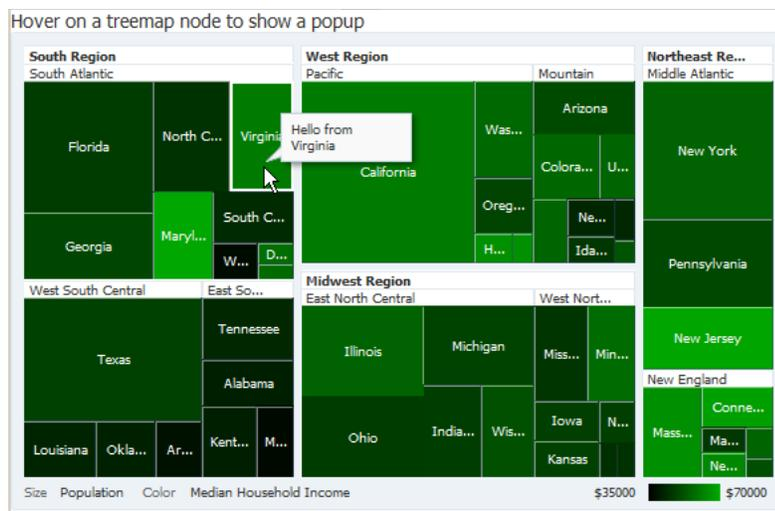 Hover on a treemap node to show a popup
South Region
South Atlantic
Florida
North C...
Virginia
Hello from
Virginia
Georgia
Maryl...
South C...
W...
D...
West South Central
East So...
Texas
Tennessee
Alabama
Louisiana
Okla...
Ar...
Kent...
M...
West Region
Pacific
Mountain
California
Was...
Oreg...
H...
Arizona
Colora...
U...
Ne...
Ida...
Midwest Region
East North Central
West Nort...
Illinois
Michigan
Ohio
India...
Wis...
Miss...
Min...
Iowa
N...
Kansas
Northeast Re...
Middle Atlantic
New York
Pennsylvania
New Jersey
New England
Mass...
Conne...
Ma...
Ne...
Size Population Color Median Household Income $35000 $70000